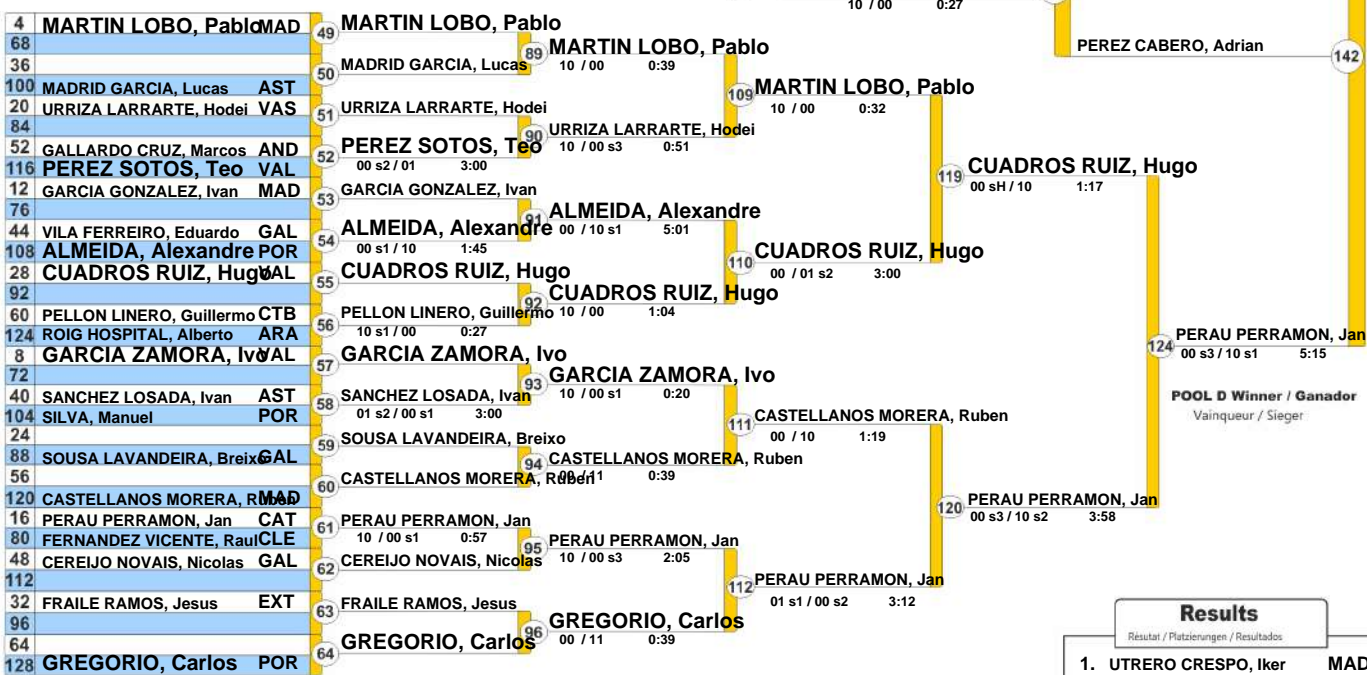 10 / 00 0:27
PEREZ CABERO, Adrian
142
4 MARTIN LOBO, Pablo MAD
68
36
100 MADRID GARCIA, Lucas AST
20 URRIZA LARRARTE, Hodei VAS
84
52 GALLARDO CRUZ, Marcos AND
116 PEREZ SOTOS, Teo VAL
12 GARCIA GONZALEZ, Ivan MAD
76
44 VILA FERREIRO, Eduardo GAL
108 ALMEIDA, Alexandre POR
28 CUADROS RUIZ, Hugo VAL
92
60 PELLON LINERO, Guillermo CTB
124 ROIG HOSPITAL, Alberto ARA
8 GARCIA ZAMORA, Ivo VAL
72
40 SANCHEZ LOSADA, Ivan AST
104 SILVA, Manuel POR
24
88 SOUSA LAVANDEIRA, Breixo GAL
56
120 CASTELLANOS MORERA, Ruben MAD
16 PERAU PERRAMON, Jan CAT
80 FERNANDEZ VICENTE, Raul CLE
48 CEREIJO NOVAIS, Nicolas GAL
112
32 FRAILE RAMOS, Jesus EXT
96
64
128 GREGORIO, Carlos POR
49 MARTIN LOBO, Pablo
50 MADRID GARCIA, Lucas
51 URRIZA LARRARTE, Hodei
52 PEREZ SOTOS, Teo
00 s2 / 01 3:00
53 GARCIA GONZALEZ, Ivan
54 ALMEIDA, Alexandre
00 s1 / 10 1:45
55 CUADROS RUIZ, Hugo
56 PELLON LINERO, Guillermo
10 s1 / 00 0:27
57 GARCIA ZAMORA, Ivo
58 SANCHEZ LOSADA, Ivan
01 s2 / 00 s1 3:00
59 SOUSA LAVANDEIRA, Breixo
60 CASTELLANOS MORERA, Ruben
61 PERAU PERRAMON, Jan
10 / 00 s1 0:57
62 CEREIJO NOVAIS, Nicolas
63 FRAILE RAMOS, Jesus
64 GREGORIO, Carlos
89 MARTIN LOBO, Pablo
10 / 00 0:39
90 URRIZA LARRARTE, Hodei
10 / 00 s3 0:51
91 ALMEIDA, Alexandre
00 / 10 s1 5:01
92 CUADROS RUIZ, Hugo
10 / 00 1:04
93 GARCIA ZAMORA, Ivo
10 / 00 s1 0:20
94 CASTELLANOS MORERA, Ruben
00 / 11 0:39
95 PERAU PERRAMON, Jan
10 / 00 s3 2:05
96 GREGORIO, Carlos
00 / 11 0:39
109 MARTIN LOBO, Pablo
10 / 00 0:32
110 CUADROS RUIZ, Hugo
00 / 01 s2 3:00
111 CASTELLANOS MORERA, Ruben
00 / 10 1:19
112 PERAU PERRAMON, Jan
01 s1 / 00 s2 3:12
119 CUADROS RUIZ, Hugo
00 sH / 10 1:17
120 PERAU PERRAMON, Jan
00 s3 / 10 s2 3:58
124 PERAU PERRAMON, Jan
00 s3 / 10 s1 5:15
POOL D Winner / Ganador
Vainqueur / Sieger
Results
Résutat / Platzierungen / Resultados
1. UTRERO CRESPO, Iker MAD